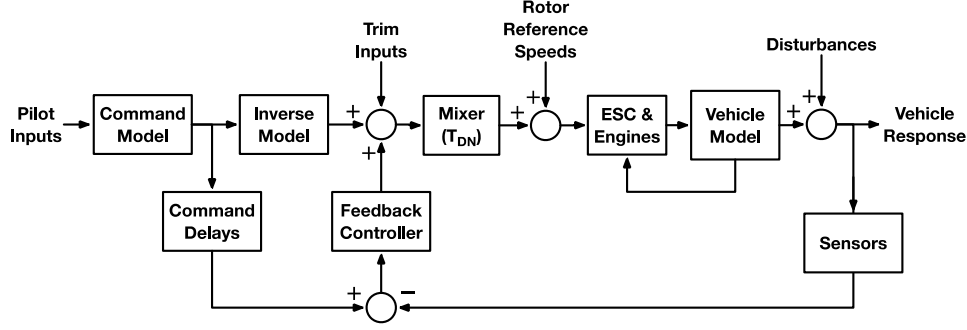 Trim
Inputs
Rotor
Reference
Speeds
Disturbances
Pilot
Inputs
Command
Model
Inverse
Model
+
+
+
Mixer
(T_DN)
+
+
ESC &
Engines
Vehicle
Model
+
+
Vehicle
Response
Command
Delays
Feedback
Controller
Sensors
+
−